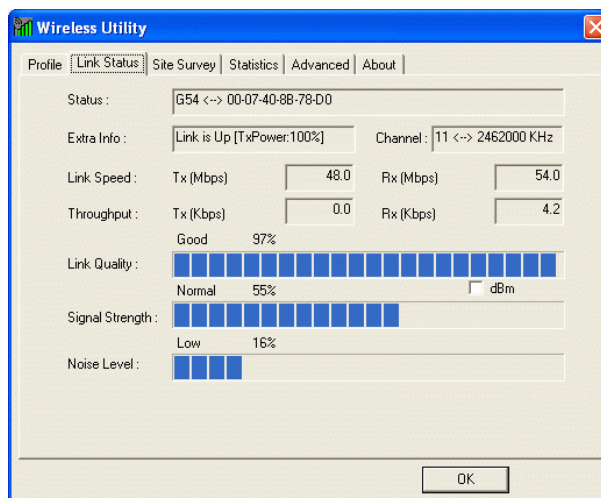 Wireless Utility
Profile Link Status Site Survey Statistics Advanced About
Status : G54 <--> 00-07-40-8B-78-D0
Extra Info : Link is Up [TxPower:100%] Channel : 11 <--> 2462000 KHz
Link Speed : Tx (Mbps) 48.0 Rx (Mbps) 54.0
Throughput : Tx (Kbps) 0.0 Rx (Kbps) 4.2
Good 97%
Link Quality :
Normal 55% dBm
Signal Strength :
Low 16%
Noise Level :
OK